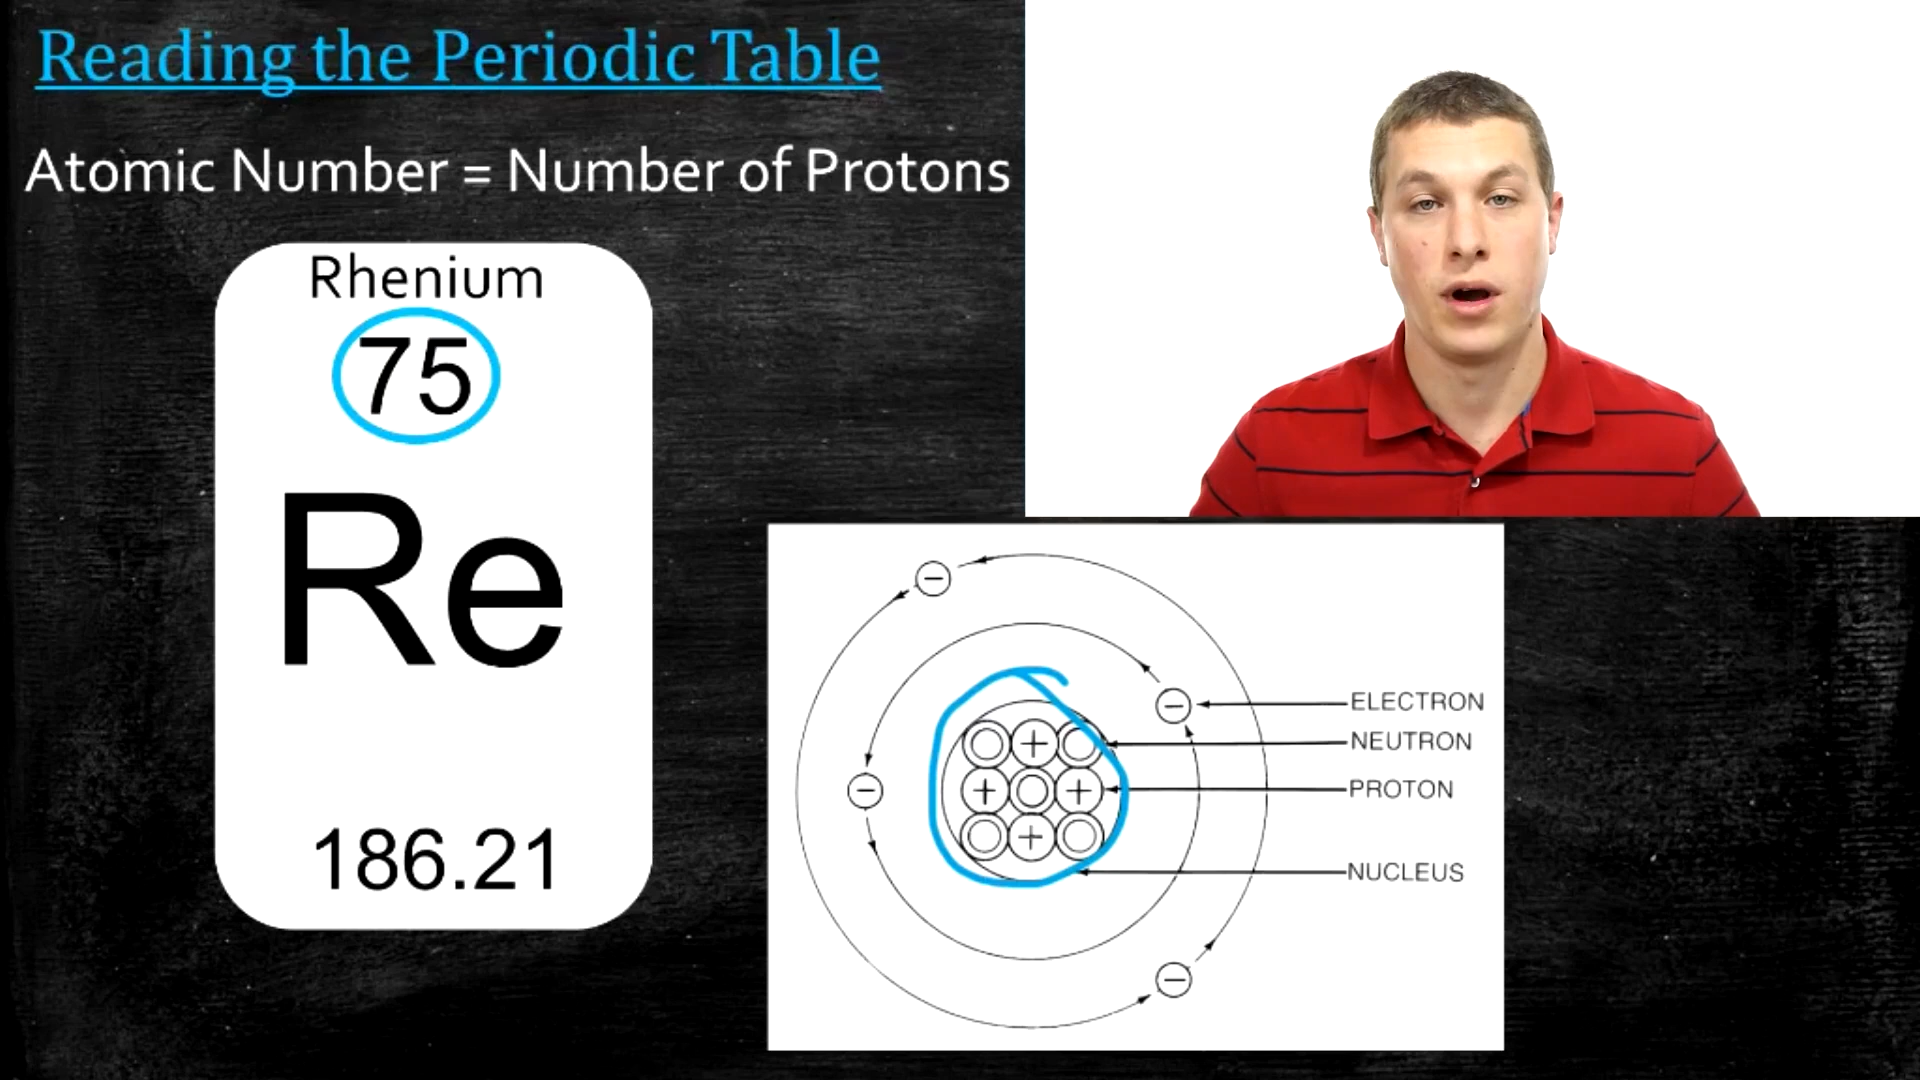 Reading the Periodic Table
Atomic Number = Number of Protons
Rhenium
75
Re
186.21
ELECTRON
NEUTRON
PROTON
NUCLEUS